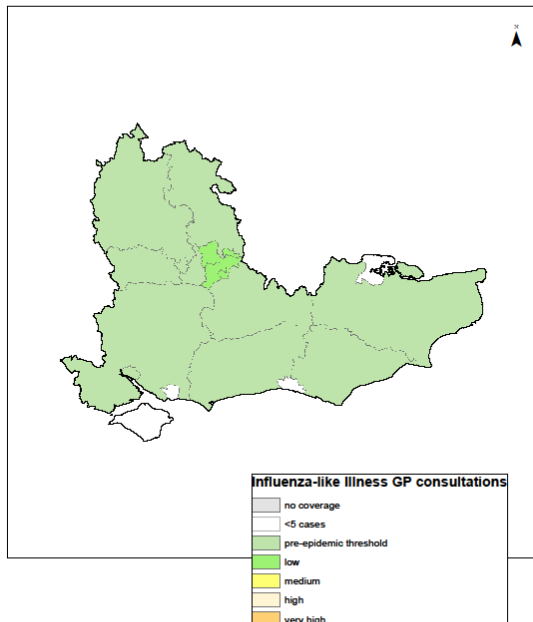 N
Influenza-like Illness GP consultations
no coverage
<5 cases
pre-epidemic threshold
low
medium
high
very high